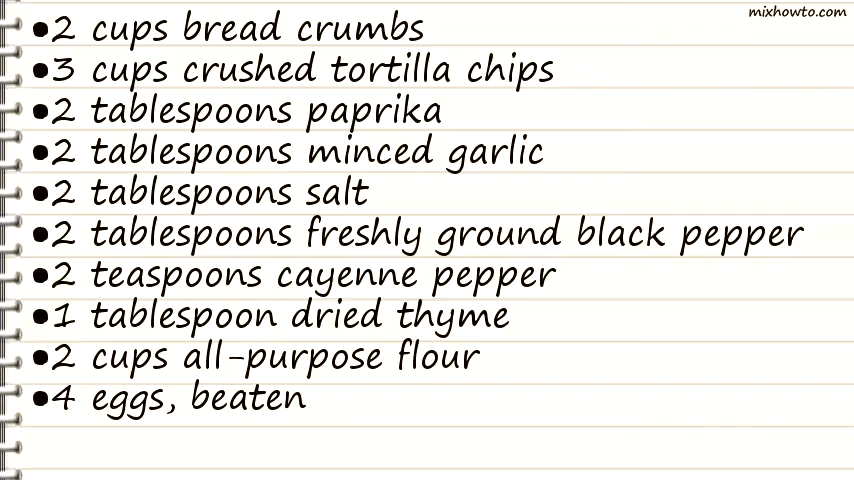 mixhowto.com
•2 cups bread crumbs
•3 cups crushed tortilla chips
•2 tablespoons paprika
•2 tablespoons minced garlic
•2 tablespoons salt
•2 tablespoons freshly ground black pepper
•2 teaspoons cayenne pepper
•1 tablespoon dried thyme
•2 cups all-purpose flour
•4 eggs, beaten